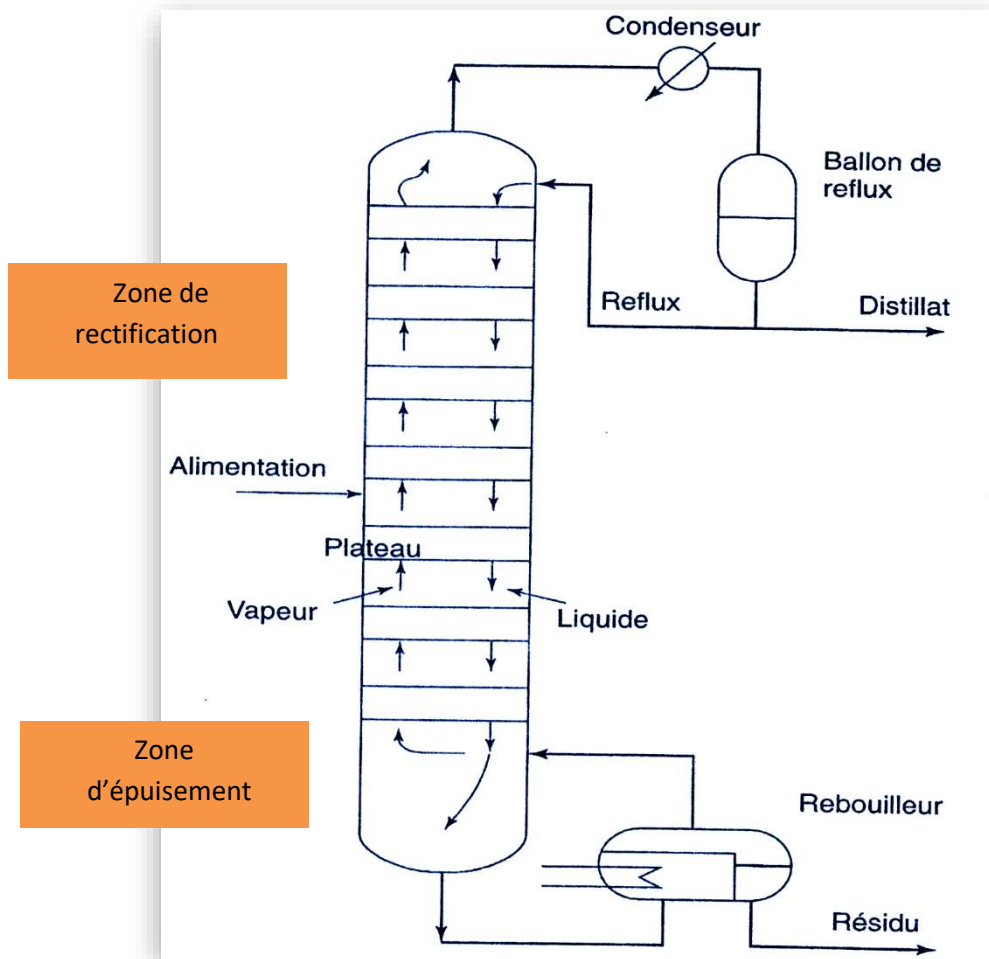 Condenseur
Ballon de
reflux
Zone de
rectification
Reflux
Distillat
Alimentation
Plateau
Vapeur
Liquide
Zone
d’épuisement
Rebouilleur
Résidu